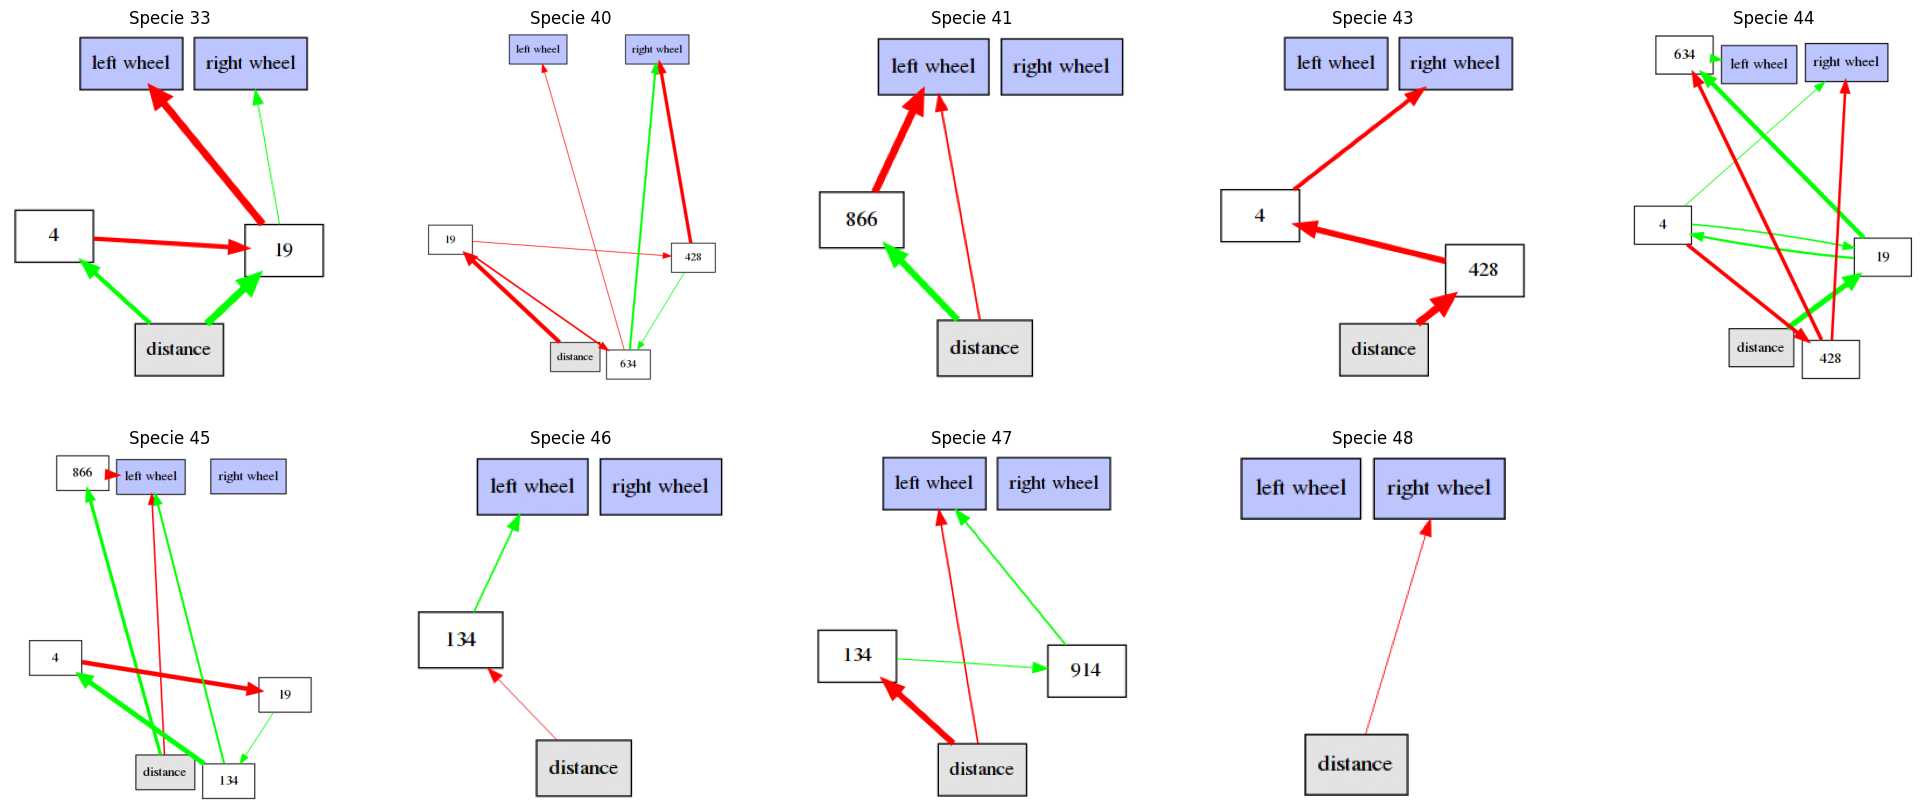 Specie 33
left wheel
right wheel
4
19
distance
Specie 40
left wheel
right wheel
19
428
distance
634
Specie 41
left wheel
right wheel
866
distance
Specie 43
left wheel
right wheel
4
428
distance
Specie 44
634
left wheel
right wheel
4
19
distance
428
Specie 45
866
left wheel
right wheel
4
19
distance
134
Specie 46
left wheel
right wheel
134
distance
Specie 47
left wheel
right wheel
134
914
distance
Specie 48
left wheel
right wheel
distance